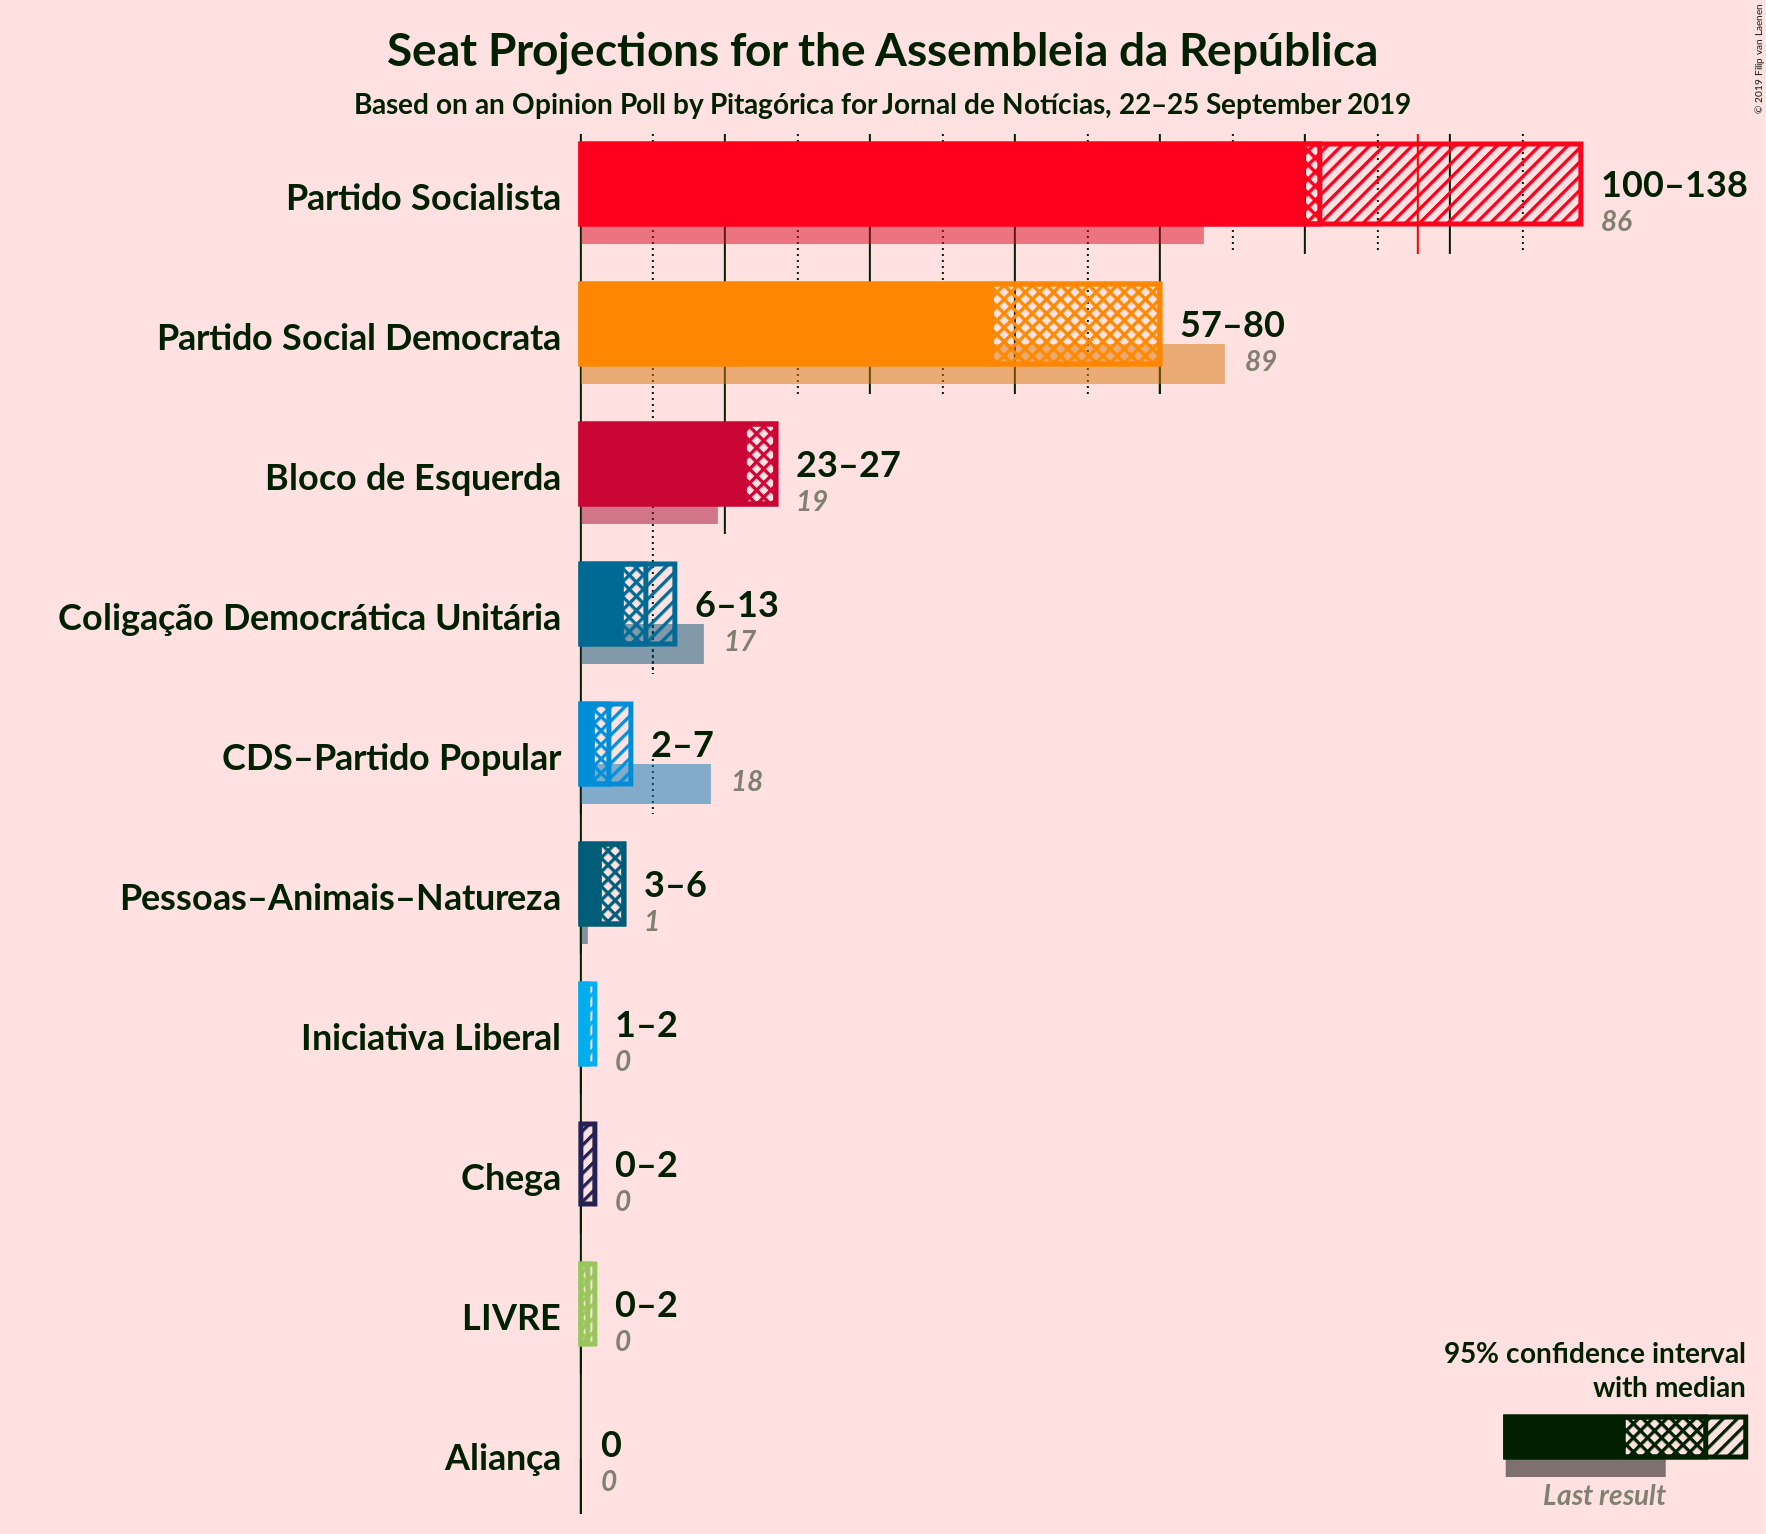 Seat Projections for the Assembleia da República
Based on an Opinion Poll by Pitagórica for Jornal de Notícias, 22–25 September 2019
© 2019 Filip van Laenen
Partido Socialista
100–138
86
Partido Social Democrata
57–80
89
Bloco de Esquerda
23–27
19
Coligação Democrática Unitária
6–13
17
CDS–Partido Popular
2–7
18
Pessoas–Animais–Natureza
3–6
1
Iniciativa Liberal
1–2
0
Chega
0–2
0
LIVRE
0–2
0
Aliança
0
0
95% confidence interval
with median
Last result